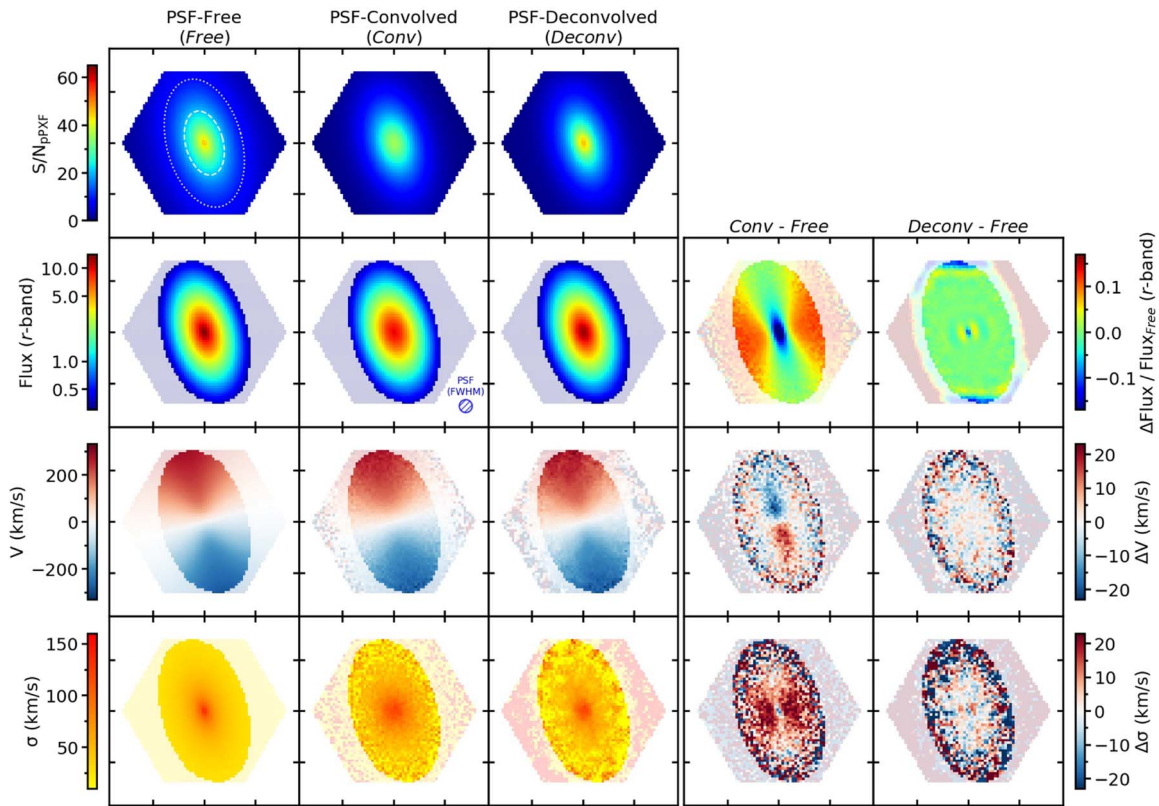 PSF-Free
(Free)
PSF-Convolved
(Conv)
PSF-Deconvolved
(Deconv)
60
40
20
0
S/NpPXF
Conv - Free
Deconv - Free
10.0
5.0
1.0
0.5
Flux (r-band)
PSF
(FWHM)
0.1
0.0
−0.1
ΔFlux / FluxFree (r-band)
200
0
−200
V (km/s)
20
10
0
−10
−20
ΔV (km/s)
150
100
50
σ (km/s)
20
10
0
−10
−20
Δσ (km/s)